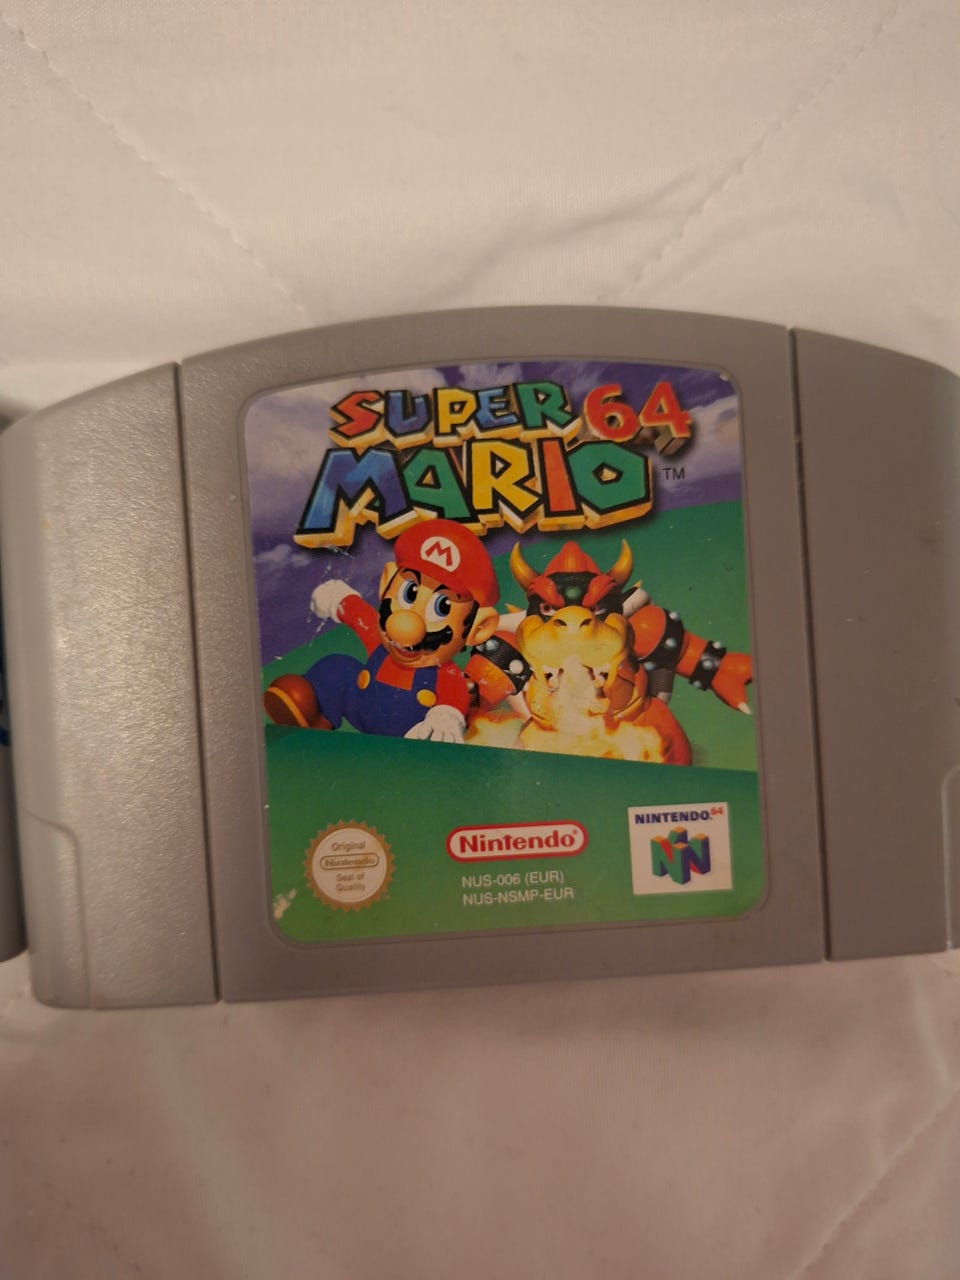 SUPER
64
MARIO
TM
M
Original
Nintendo
Seal of
Quality
Nintendo®
NUS-006 (EUR)
NUS-NSMP-EUR
NINTENDO64
N